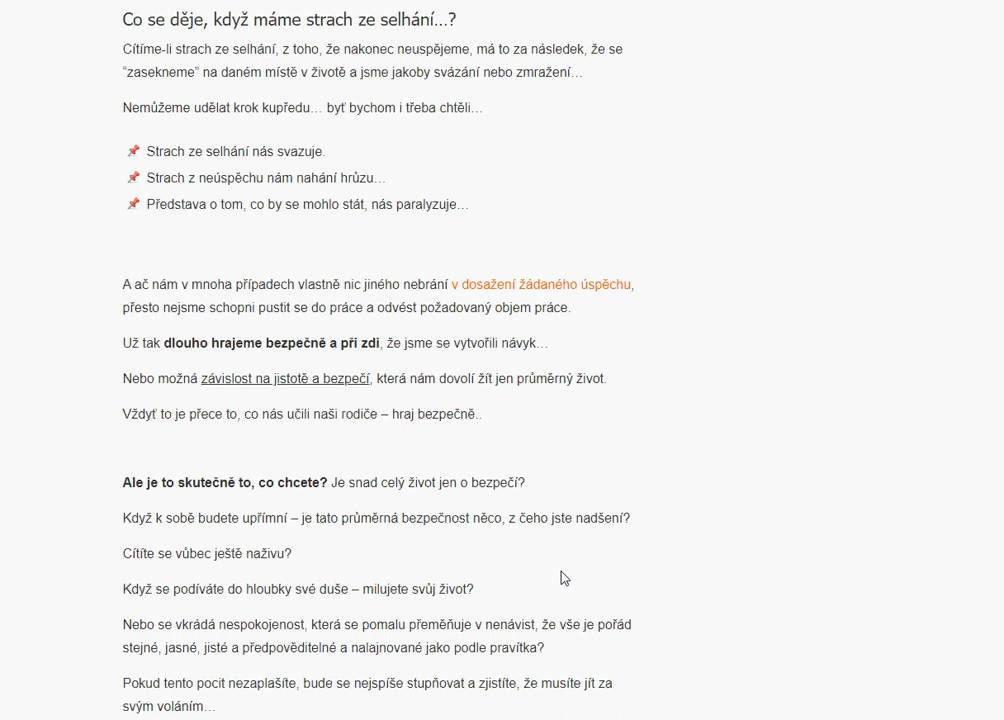 Co se děje, když máme strach ze selhání…?
Cítíme-li strach ze selhání, z toho, že nakonec neuspějeme, má to za následek, že se
“zasekneme” na daném místě v životě a jsme jakoby svázání nebo zmražení…
Nemůžeme udělat krok kupředu… byť bychom i třeba chtěli…
Strach ze selhání nás svazuje.
Strach z neúspěchu nám nahání hrůzu…
Představa o tom, co by se mohlo stát, nás paralyzuje…
A ač nám v mnoha případech vlastně nic jiného nebrání v dosažení žádaného úspěchu,
přesto nejsme schopni pustit se do práce a odvést požadovaný objem práce.
Už tak dlouho hrajeme bezpečně a při zdi, že jsme se vytvořili návyk…
Nebo možná závislost na jistotě a bezpečí, která nám dovolí žít jen průměrný život.
Vždyť to je přece to, co nás učili naši rodiče – hraj bezpečně..
Ale je to skutečně to, co chcete? Je snad celý život jen o bezpečí?
Když k sobě budete upřímní – je tato průměrná bezpečnost něco, z čeho jste nadšení?
Cítíte se vůbec ještě naživu?
Když se podíváte do hloubky své duše – milujete svůj život?
Nebo se vkrádá nespokojenost, která se pomalu přeměňuje v nenávist, že vše je pořád
stejné, jasné, jisté a předpověditelné a nalajnované jako podle pravítka?
Pokud tento pocit nezaplašíte, bude se nejspíše stupňovat a zjistíte, že musíte jít za
svým voláním…